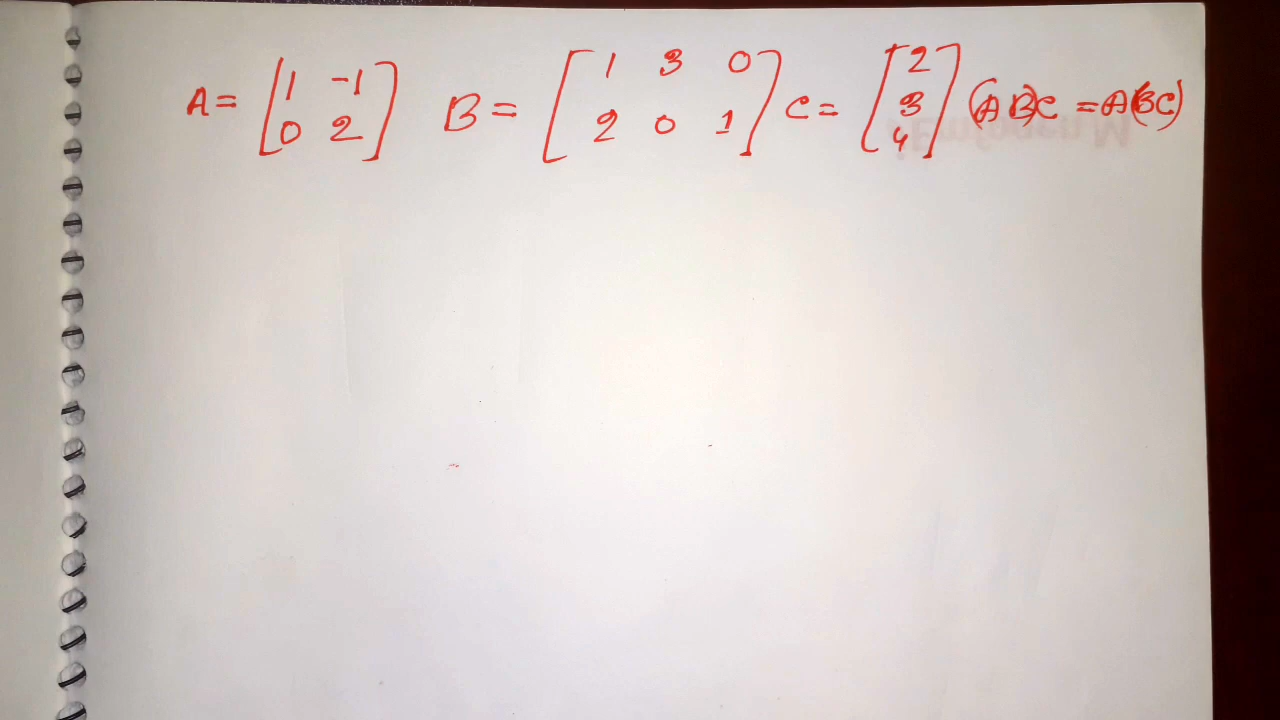 A = [1 -1
0 2] B = [1 3 0
2 0 1] C = [2
3
4] (AB)C = A(BC)